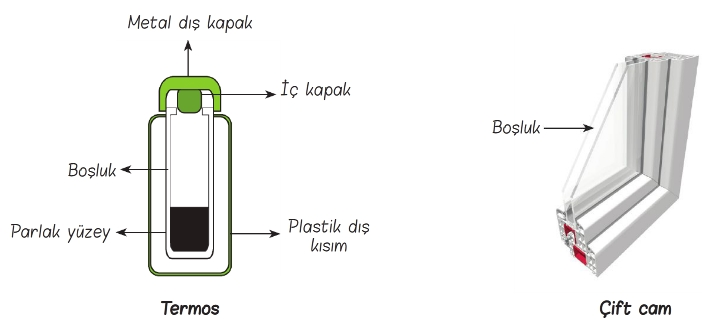 Metal dış kapak
İç kapak
Boşluk
Parlak yüzey
Plastik dış
kısım
Termos
Boşluk
Çift cam